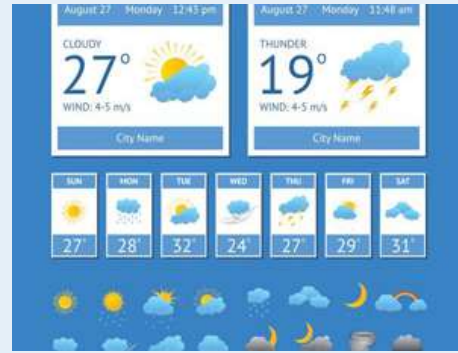 August 27 Monday 12:43 pm
CLOUDY
27°
WIND: 4-5 m/s
City Name
August 27 Monday 11:48 am
THUNDER
19°
WIND: 4-5 m/s
City Name
SUN MON TUE WED THU FRI SAT
27° 28° 32° 24° 27° 29° 31°